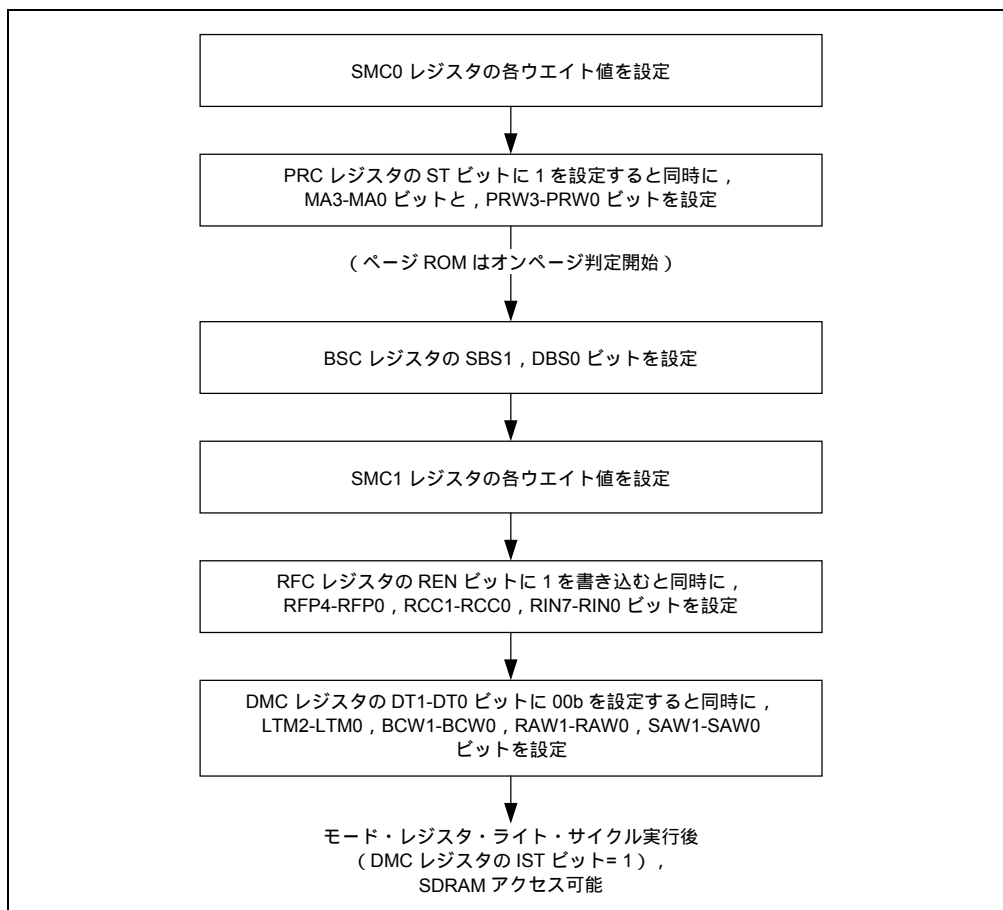 SMC0 レジスタの各ウエイト値を設定
PRC レジスタの ST ビットに 1 を設定すると同時に，
MA3-MA0 ビットと，PRW3-PRW0 ビットを設定
（ページ ROM はオンページ判定開始）
BSC レジスタの SBS1，DBS0 ビットを設定
SMC1 レジスタの各ウエイト値を設定
RFC レジスタの REN ビットに 1 を書き込むと同時に，
RFP4-RFP0，RCC1-RCC0，RIN7-RIN0 ビットを設定
DMC レジスタの DT1-DT0 ビットに 00b を設定すると同時に，
LTM2-LTM0，BCW1-BCW0，RAW1-RAW0，SAW1-SAW0
ビットを設定
モード・レジスタ・ライト・サイクル実行後
（DMC レジスタの IST ビット= 1），
SDRAM アクセス可能